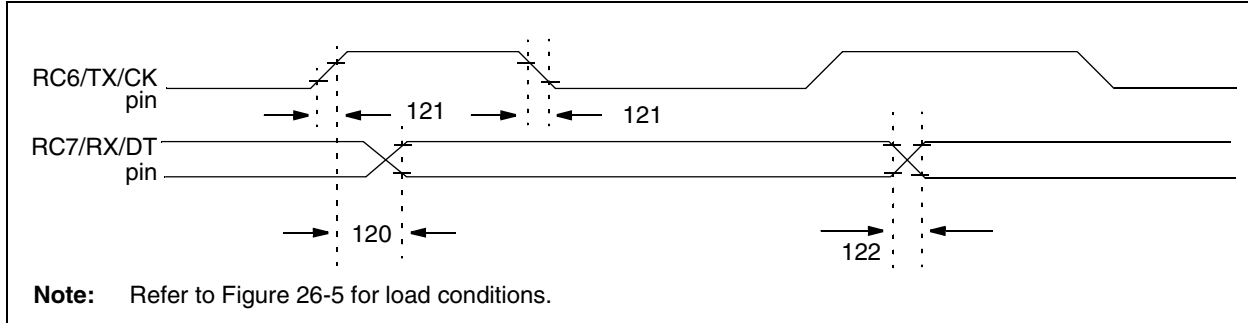 RC6/TX/CK
pin
121
121
RC7/RX/DT
pin
120
122
Note: Refer to Figure 26-5 for load conditions.